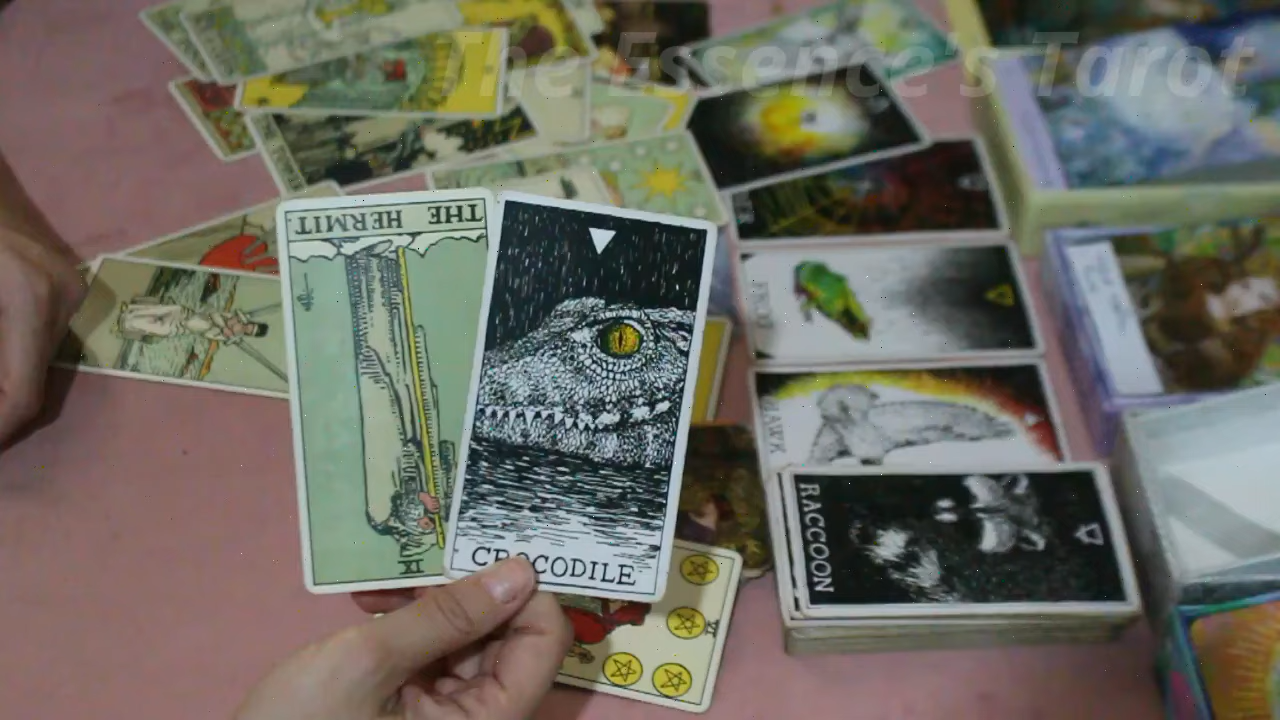 The Essence's Tarot
THE HERMIT
IX
CROCODILE
HAWK
RACCOON